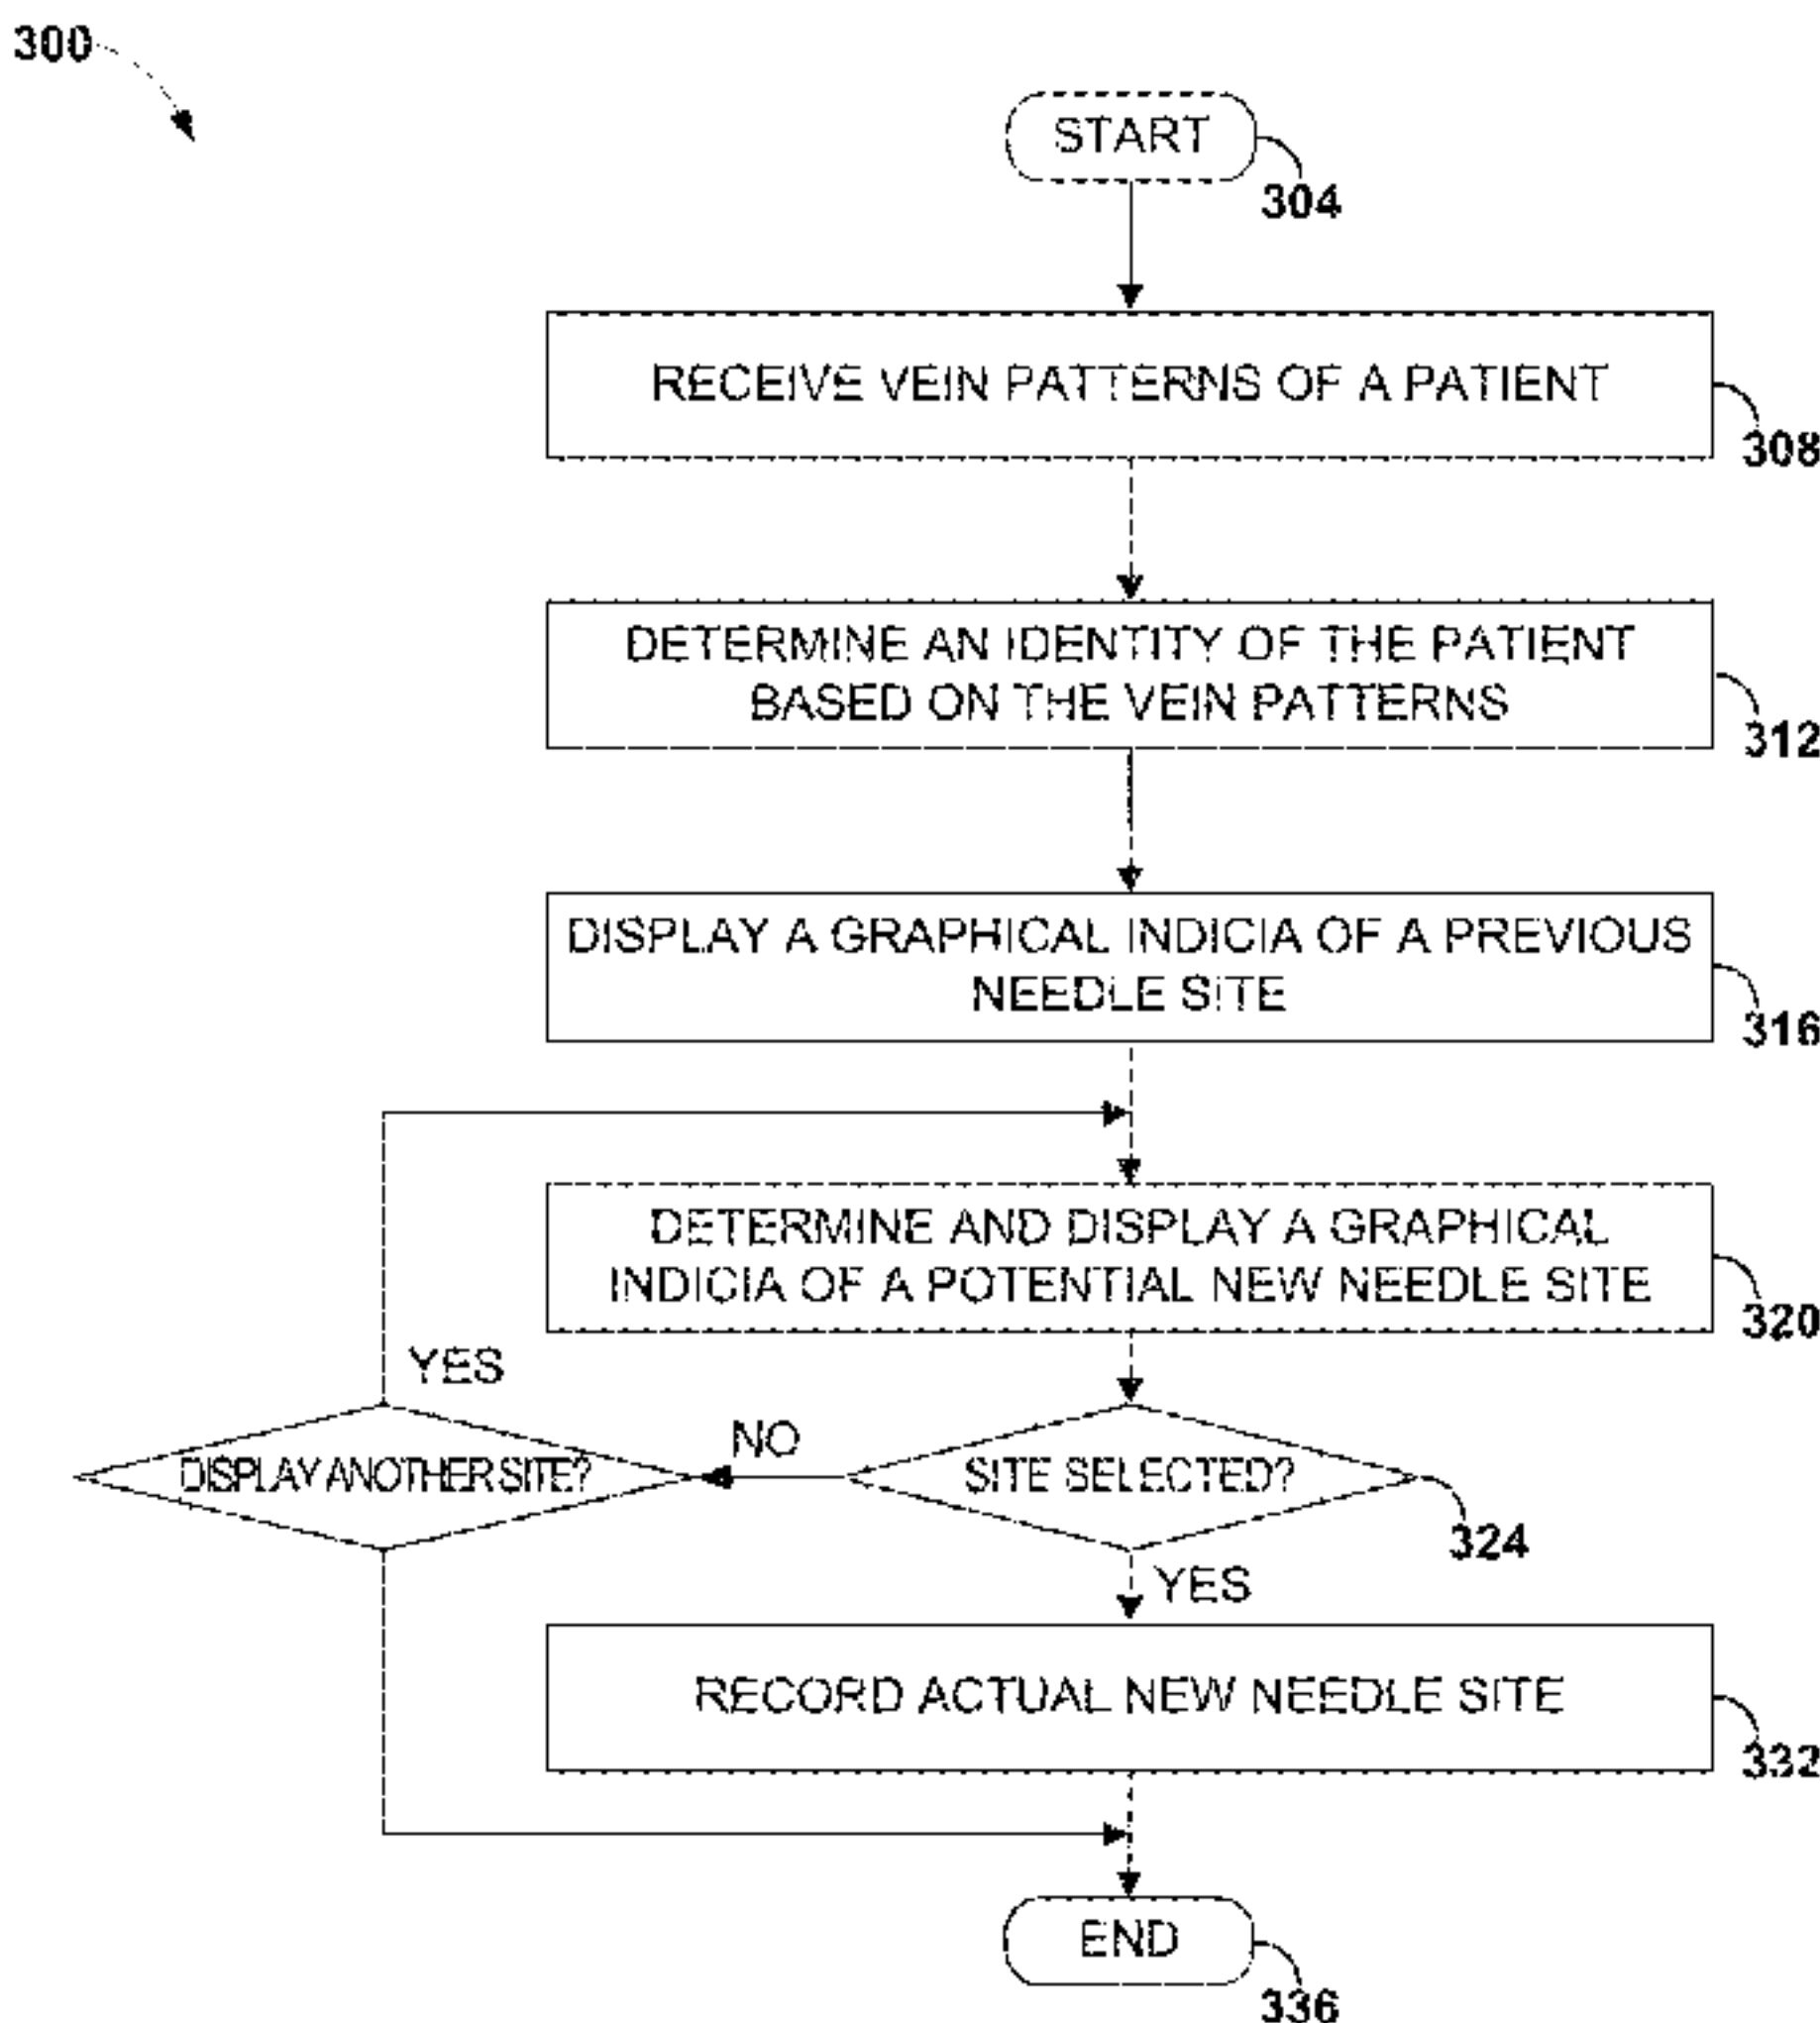 300
START
304
RECEIVE VEIN PATTERNS OF A PATIENT
308
DETERMINE AN IDENTITY OF THE PATIENT
BASED ON THE VEIN PATTERNS
312
DISPLAY A GRAPHICAL INDICIA OF A PREVIOUS
NEEDLE SITE
316
DETERMINE AND DISPLAY A GRAPHICAL
INDICIA OF A POTENTIAL NEW NEEDLE SITE
320
YES
NO
DISPLAY ANOTHER SITE?
SITE SELECTED?
324
YES
RECORD ACTUAL NEW NEEDLE SITE
332
END
336